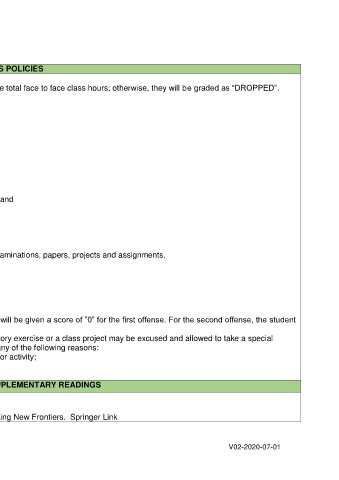 S POLICIES
e total face to face class hours; otherwise, they will be graded as “DROPPED”.
and
aminations, papers, projects and assignments,
will be given a score of "0" for the first offense. For the second offense, the student
ory exercise or a class project may be excused and allowed to take a special
ny of the following reasons:
or activity;
PPLEMENTARY READINGS
ing New Frontiers. Springer Link
V02-2020-07-01